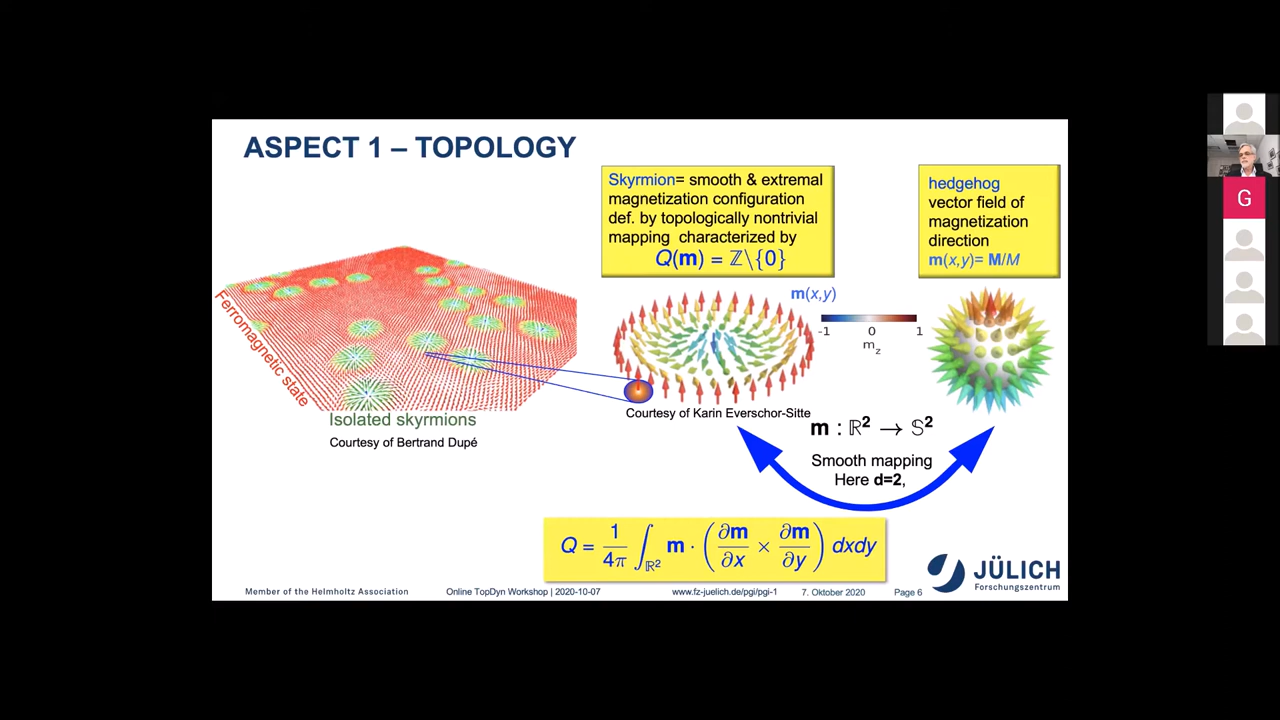 ASPECT 1 – TOPOLOGY
Skyrmion= smooth & extremal
magnetization configuration
def. by topologically nontrivial
mapping characterized by
Q(m) = ℤ\{0}
hedgehog
vector field of
magnetization
direction
m(x,y)= M/M
Ferromagnetic state
m(x,y)
-1 0 1
m_z
Isolated skyrmions
Courtesy of Bertrand Dupé
Courtesy of Karin Everschor-Sitte
m : ℝ² → 𝕊²
Smooth mapping
Here d=2,
Q = 1/4π ∫_ℝ² m · (∂m/∂x × ∂m/∂y) dxdy
Member of the Helmholtz Association
Online TopDyn Workshop | 2020-10-07
www.fz-juelich.de/pgi/pgi-1
7. Oktober 2020
Page 6
JÜLICH
Forschungszentrum
G